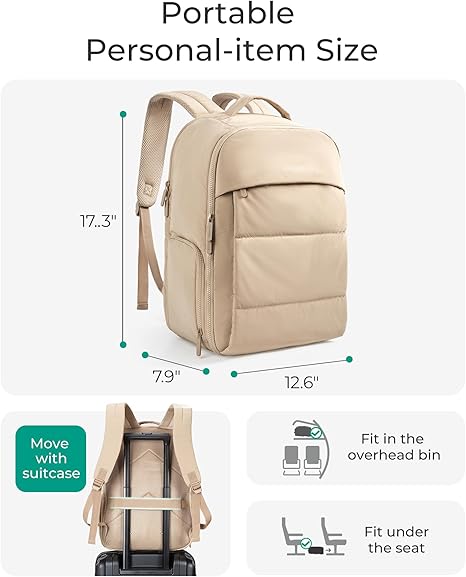 Portable
Personal-item Size
17..3"
7.9"
12.6"
Move
with
suitcase
Fit in the
overhead bin
Fit under
the seat